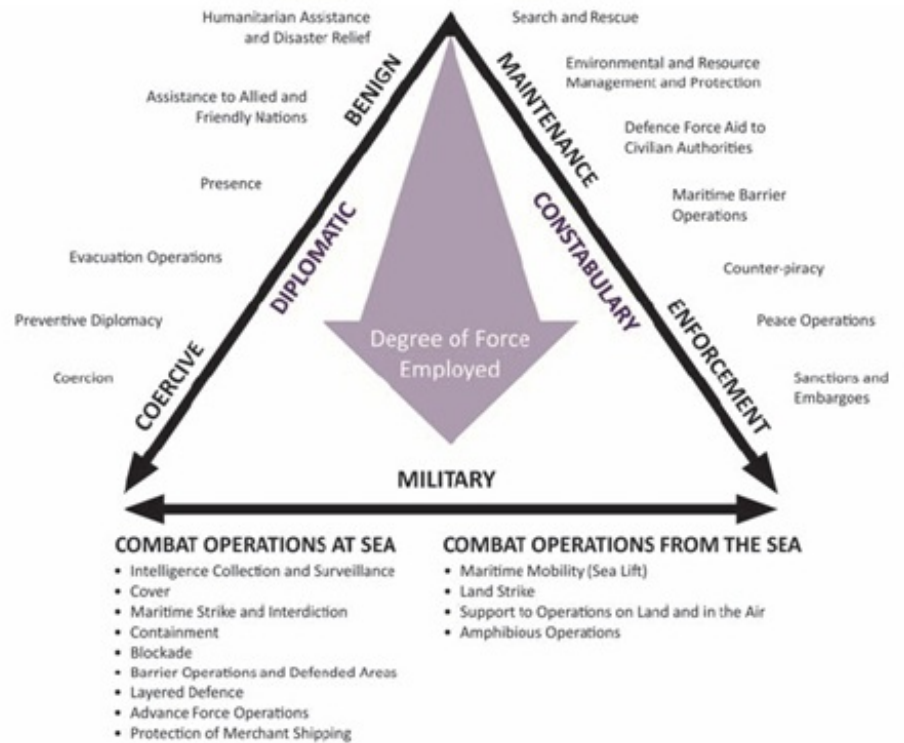 Humanitarian Assistance
and Disaster Relief
Search and Rescue
Environmental and Resource
Management and Protection
Assistance to Allied and
Friendly Nations
Defence Force Aid to
Civilian Authorities
Presence
Maritime Barrier
Operations
Evacuation Operations
Counter-piracy
Preventive Diplomacy
Peace Operations
Coercion
Sanctions and
Embargoes
BENIGN
DIPLOMATIC
COERCIVE
MAINTENANCE
CONSTABULARY
ENFORCEMENT
Degree of Force
Employed
MILITARY
COMBAT OPERATIONS AT SEA
• Intelligence Collection and Surveillance
• Cover
• Maritime Strike and Interdiction
• Containment
• Blockade
• Barrier Operations and Defended Areas
• Layered Defence
• Advance Force Operations
• Protection of Merchant Shipping
COMBAT OPERATIONS FROM THE SEA
• Maritime Mobility (Sea Lift)
• Land Strike
• Support to Operations on Land and in the Air
• Amphibious Operations